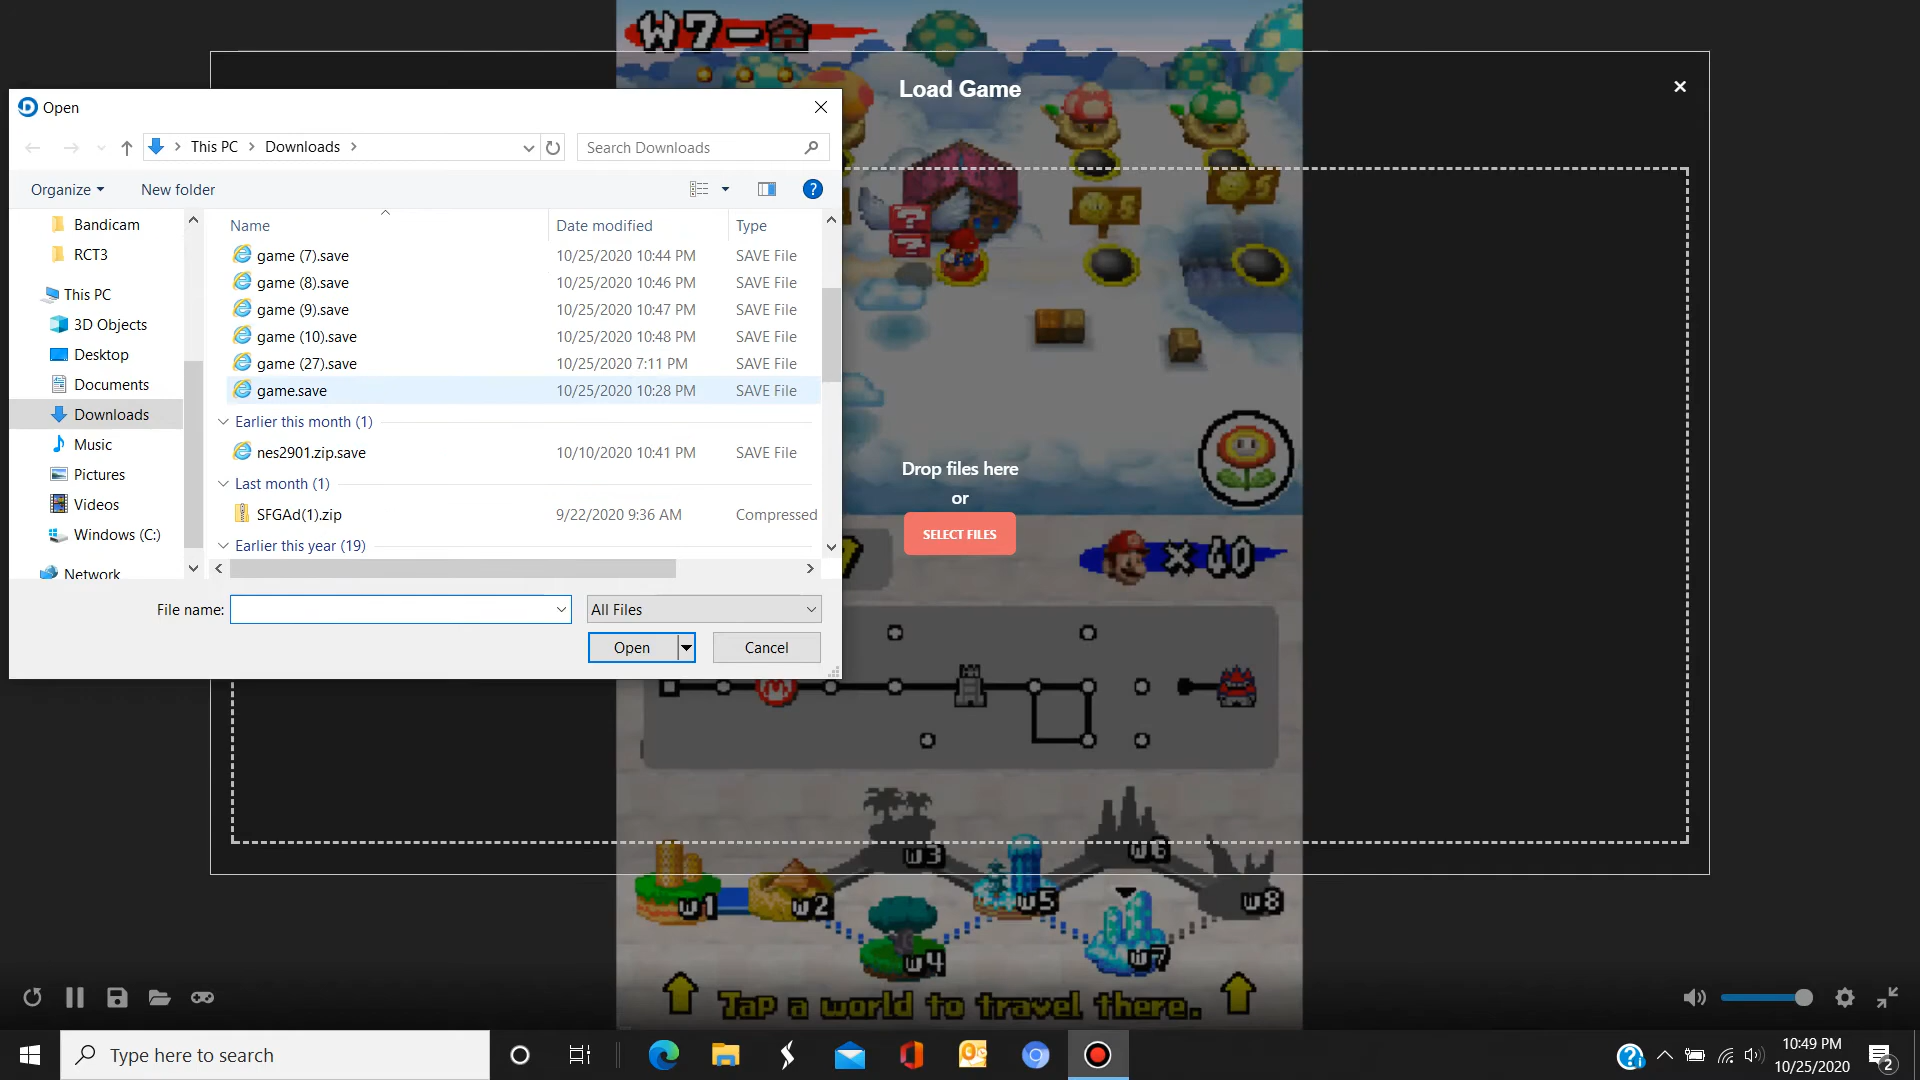 W7-
Load Game
Open
This PC
Downloads
Search Downloads
Organize
New folder
Name
Date modified
Type
game (7).save 10/25/2020 10:44 PM SAVE File
game (8).save 10/25/2020 10:46 PM SAVE File
game (9).save 10/25/2020 10:47 PM SAVE File
game (10).save 10/25/2020 10:48 PM SAVE File
game (27).save 10/25/2020 7:11 PM SAVE File
game.save 10/25/2020 10:28 PM SAVE File
Earlier this month (1)
nes2901.zip.save 10/10/2020 10:41 PM SAVE File
Last month (1)
SFGAd(1).zip 9/22/2020 9:36 AM Compressed
Earlier this year (19)
Bandicam
RCT3
This PC
3D Objects
Desktop
Documents
Downloads
Music
Pictures
Videos
Windows (C:)
Network
File name:
All Files
Open
Cancel
5
5
Drop files here
or
SELECT FILES
x 40
M
w1
w2
w3
w4
w5
w6
w7
w8
Tap a world to travel there.
Type here to search
10:49 PM
10/25/2020
2